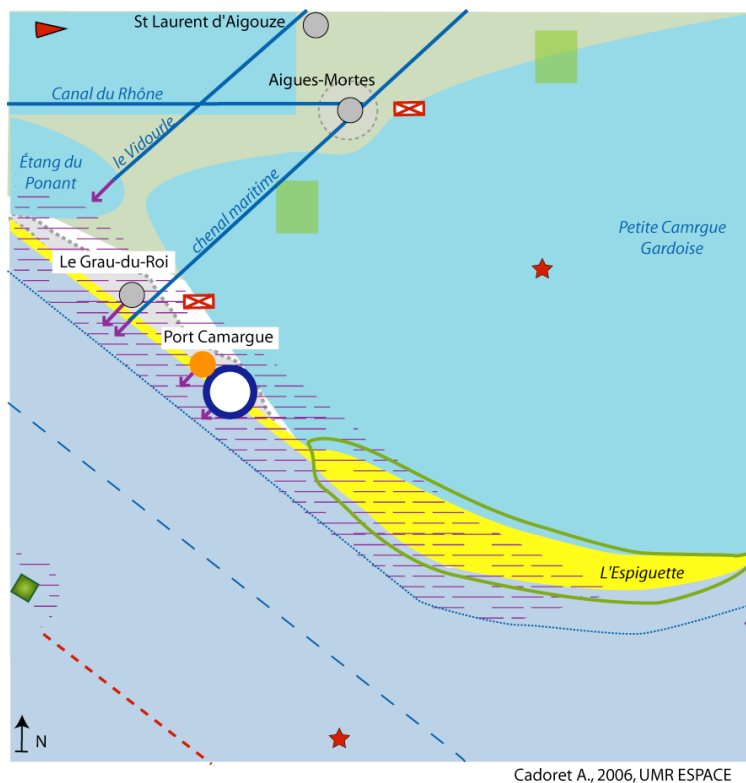 St Laurent d'Aigouze
Aigues-Mortes
Canal du Rhône
le Vidourle
Étang du
Ponant
chenal maritime
Petite Camrgue
Gardoise
Le Grau-du-Roi
Port Camargue
L'Espiguette
N
Cadoret A., 2006, UMR ESPACE